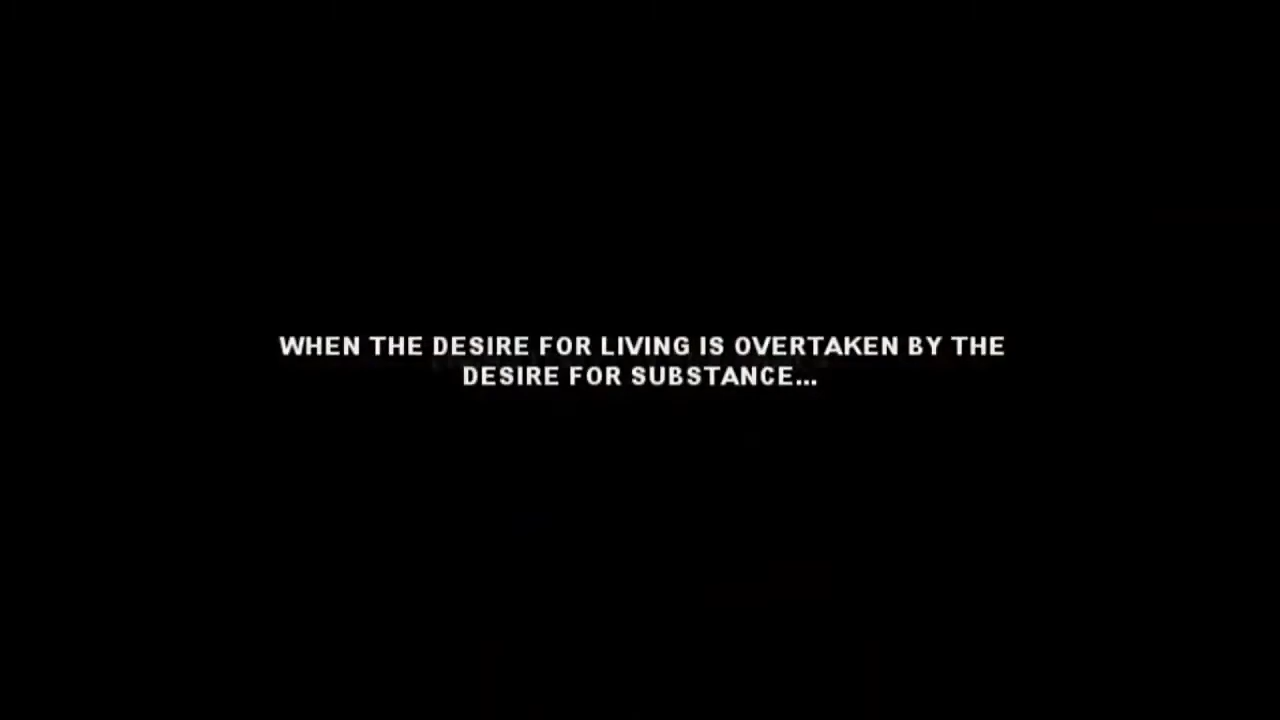 WHEN THE DESIRE FOR LIVING IS OVERTAKEN BY THE
DESIRE FOR SUBSTANCE...